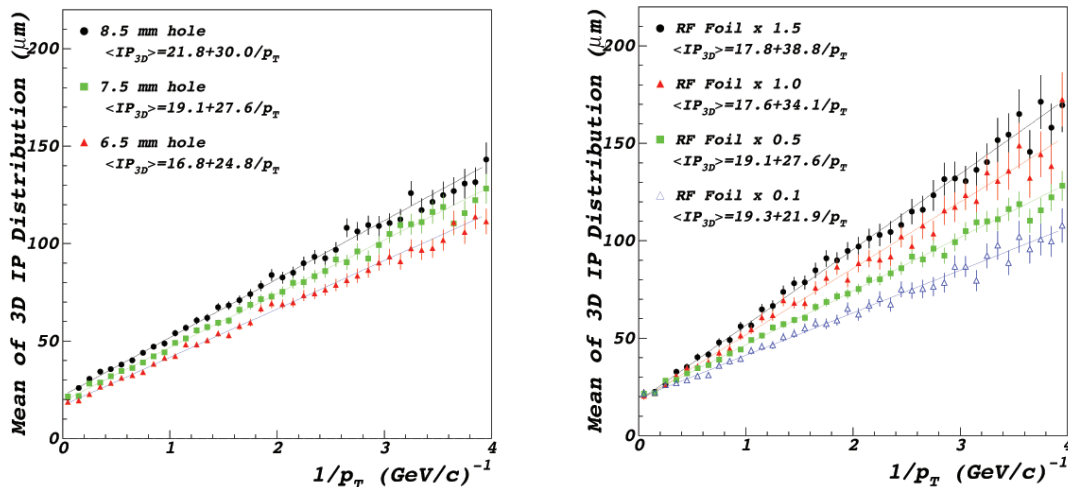 Mean of 3D IP Distribution (μm)
200
150
100
50
0
8.5 mm hole
<IP3D>=21.8+30.0/pT
7.5 mm hole
<IP3D>=19.1+27.6/pT
6.5 mm hole
<IP3D>=16.8+24.8/pT
0 1 2 3 4
1/pT (GeV/c)-1
Mean of 3D IP Distribution (μm)
200
150
100
50
0
RF Foil x 1.5
<IP3D>=17.8+38.8/pT
RF Foil x 1.0
<IP3D>=17.6+34.1/pT
RF Foil x 0.5
<IP3D>=19.1+27.6/pT
RF Foil x 0.1
<IP3D>=19.3+21.9/pT
0 1 2 3 4
1/pT (GeV/c)-1